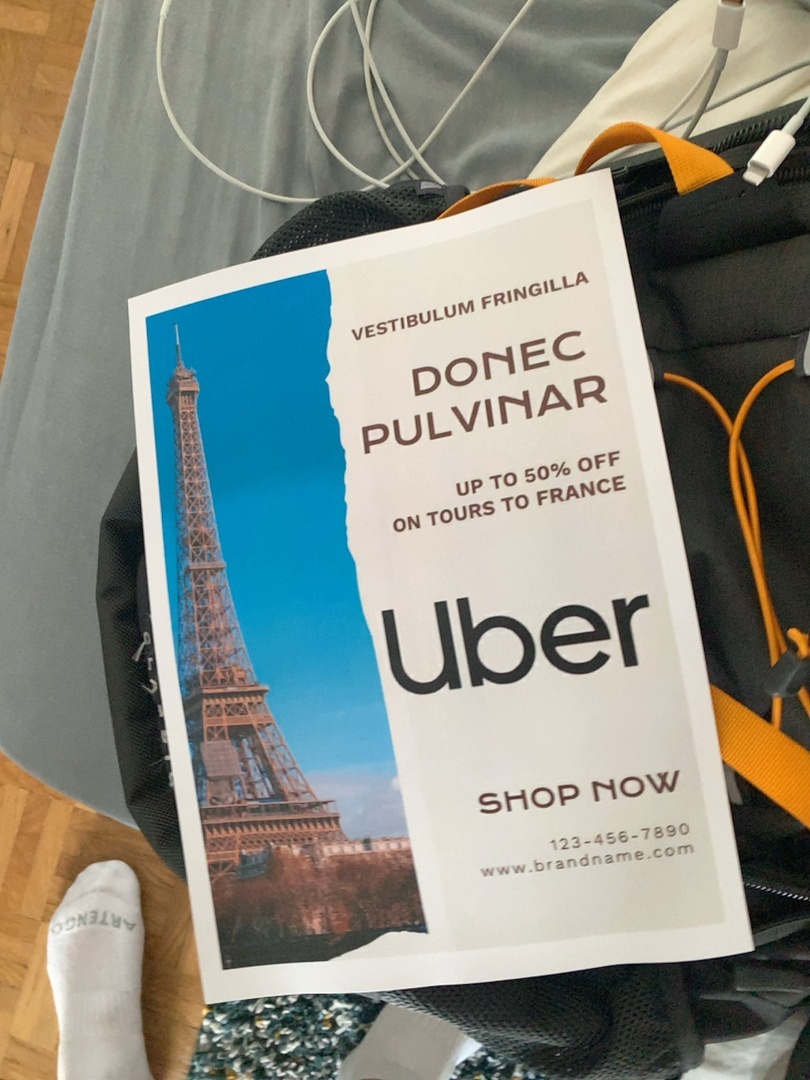 VESTIBULUM FRINGILLA
DONEC
PULVINAR
UP TO 50% OFF
ON TOURS TO FRANCE
Uber
SHOP NOW
123-456-7890
www.brandname.com
ARTENGO